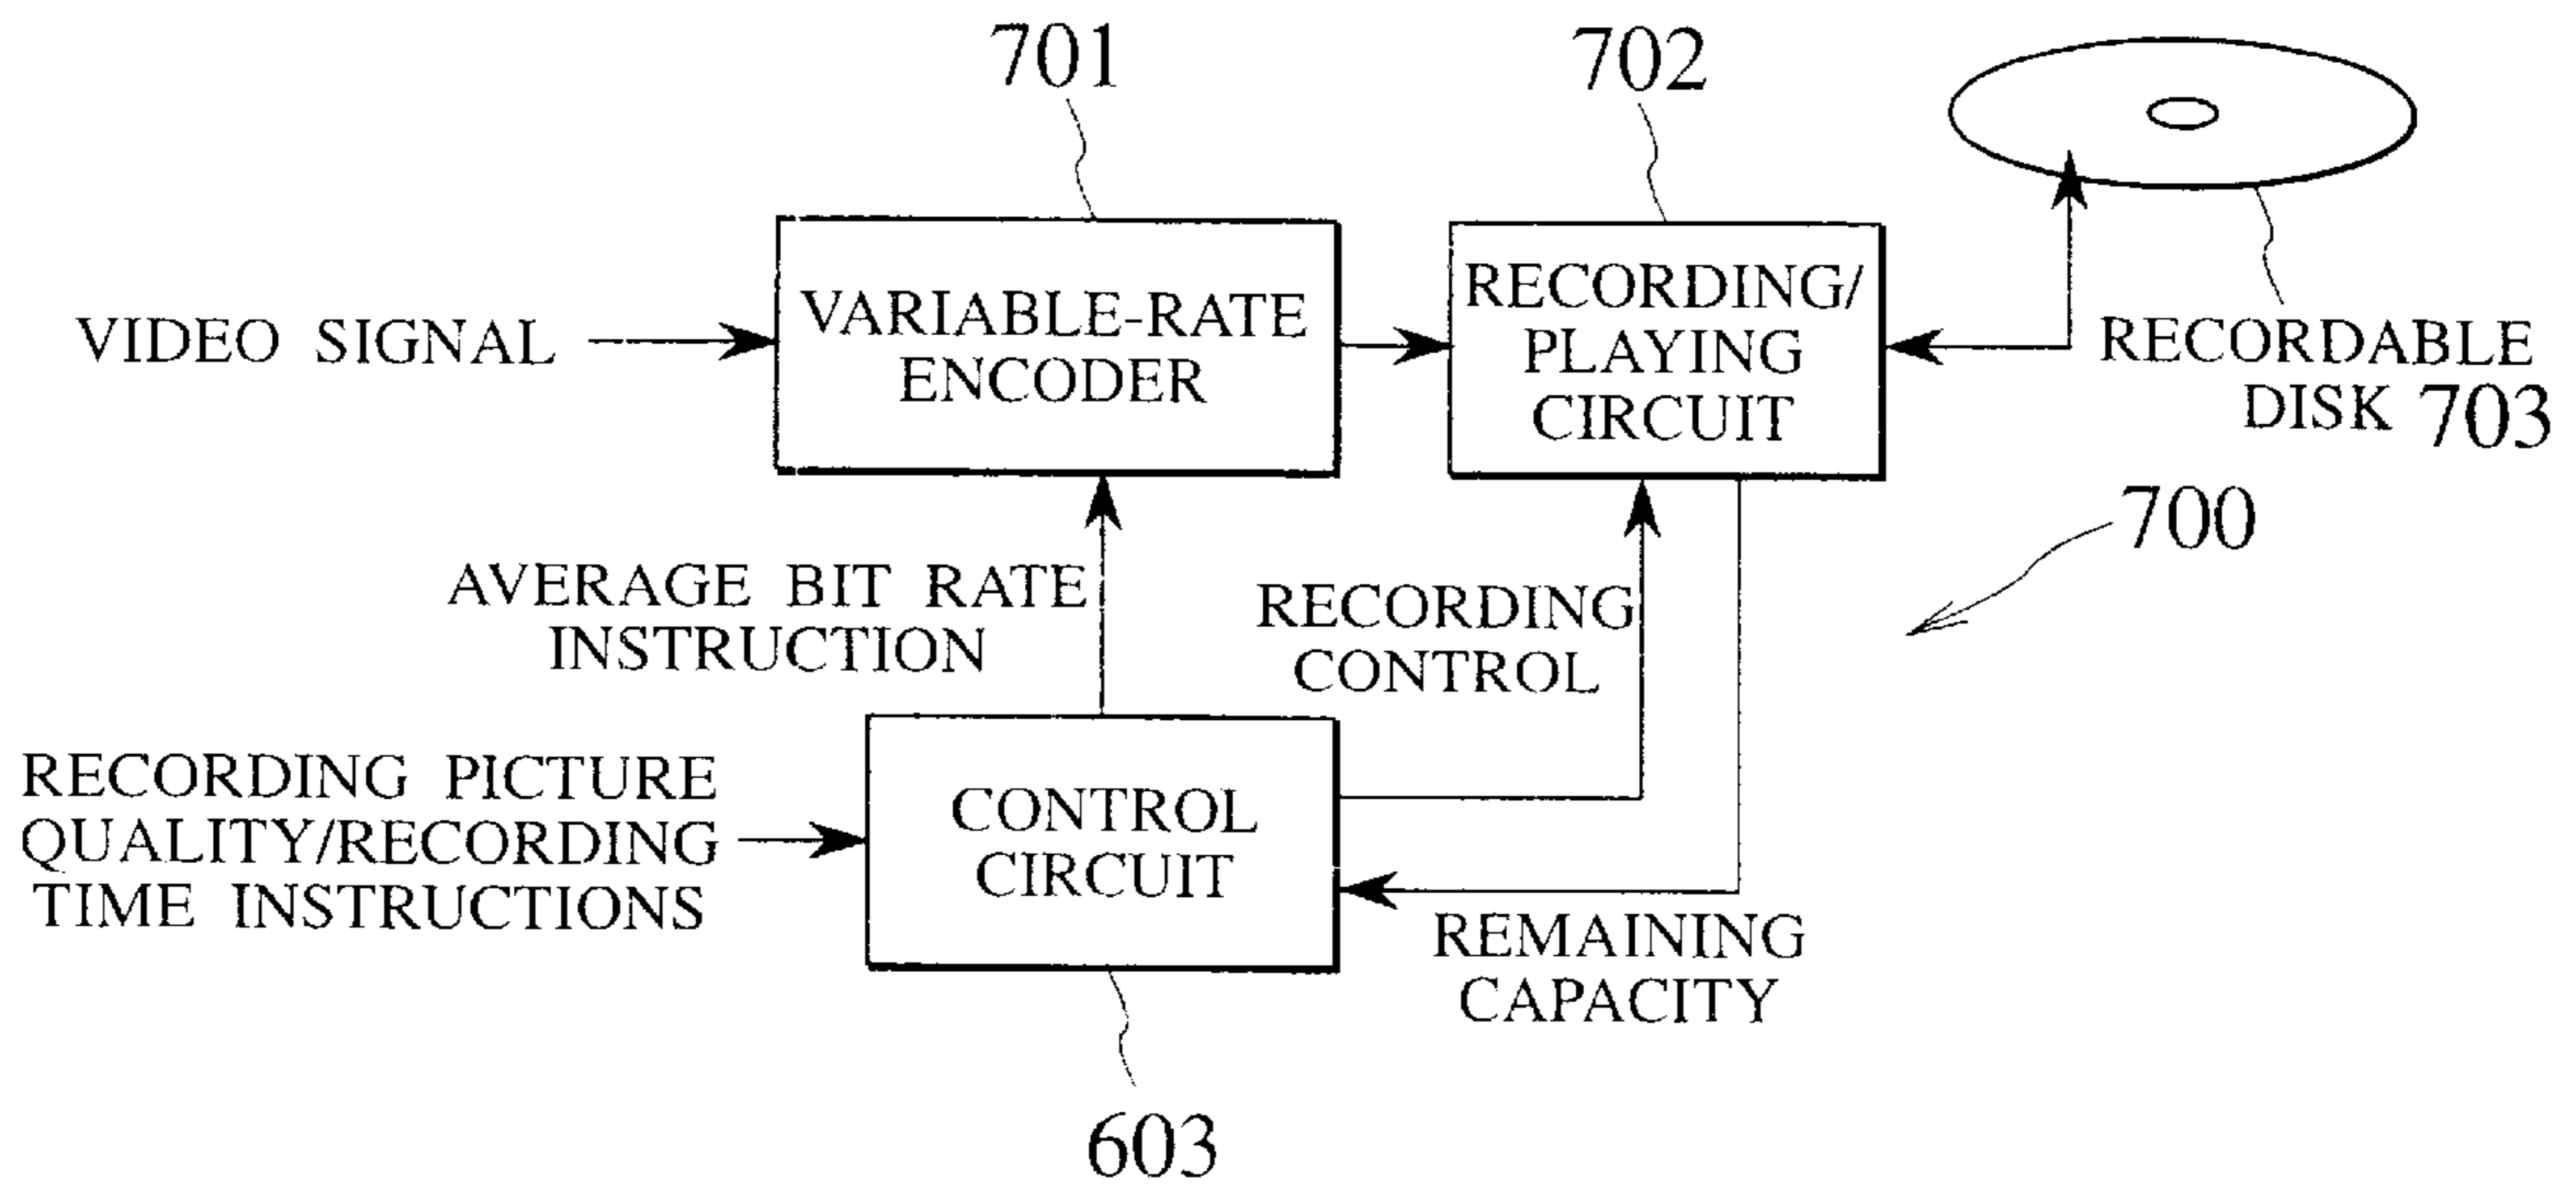 701
702
VIDEO SIGNAL
VARIABLE-RATE
ENCODER
RECORDING/
PLAYING
CIRCUIT
RECORDABLE
DISK 703
700
AVERAGE BIT RATE
INSTRUCTION
RECORDING
CONTROL
RECORDING PICTURE
QUALITY/RECORDING
TIME INSTRUCTIONS
CONTROL
CIRCUIT
REMAINING
CAPACITY
603